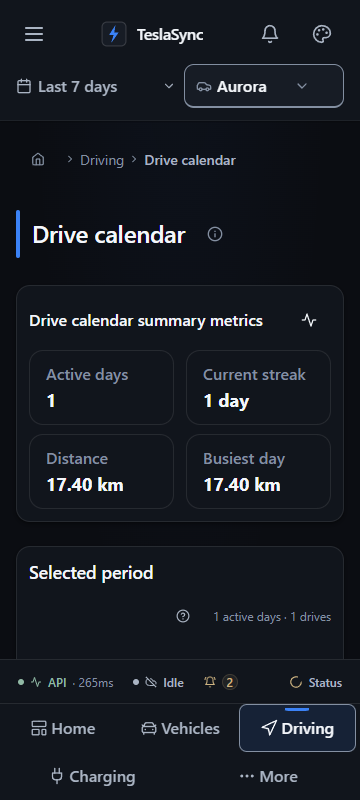 TeslaSync
Last 7 days
Aurora
Driving
Drive calendar
Drive calendar
Drive calendar summary metrics
Active days
1
Current streak
1 day
Distance
17.40 km
Busiest day
17.40 km
Selected period
1 active days · 1 drives
API · 265ms
Idle
2
Status
Home
Vehicles
Driving
Charging
More